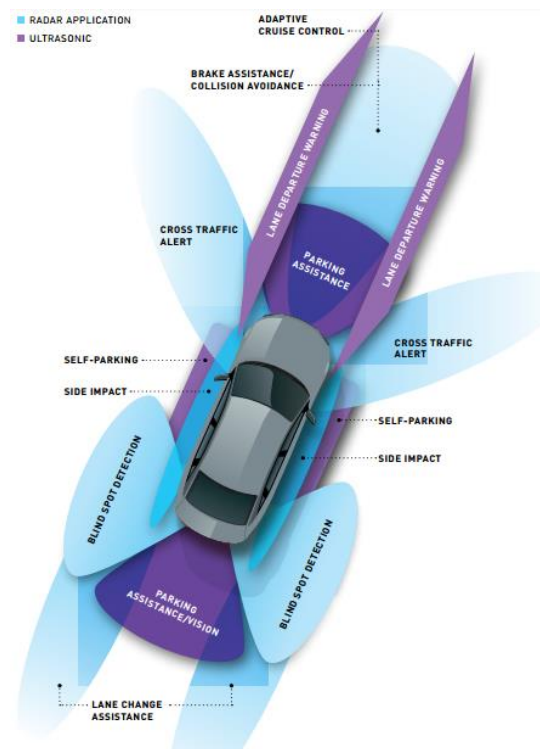 RADAR APPLICATION
ULTRASONIC
ADAPTIVE
CRUISE CONTROL
BRAKE ASSISTANCE/
COLLISION AVOIDANCE
LANE DEPARTURE WARNING
LANE DEPARTURE WARNING
CROSS TRAFFIC
ALERT
PARKING
ASSISTANCE
CROSS TRAFFIC
ALERT
SELF-PARKING
SIDE IMPACT
SELF-PARKING
SIDE IMPACT
BLIND SPOT DETECTION
BLIND SPOT DETECTION
PARKING
ASSISTANCE/VISION
LANE CHANGE
ASSISTANCE